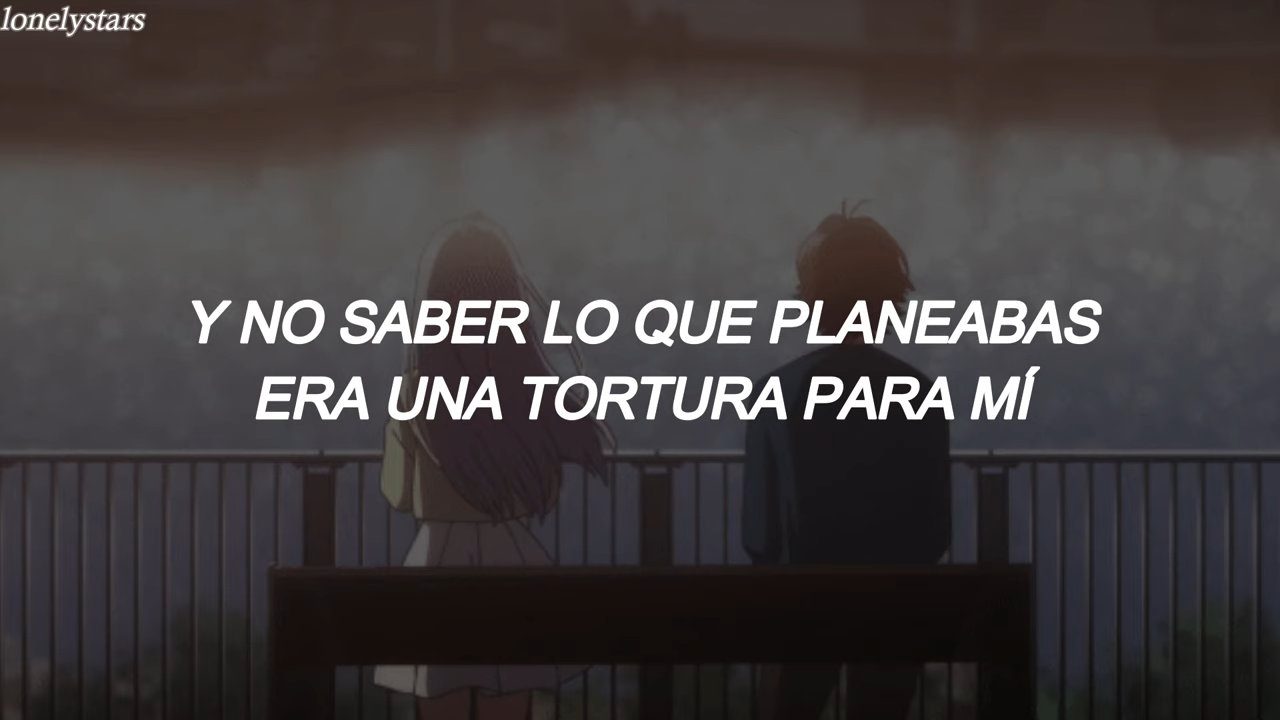 lonelystars
Y NO SABER LO QUE PLANEABAS
ERA UNA TORTURA PARA MÍ